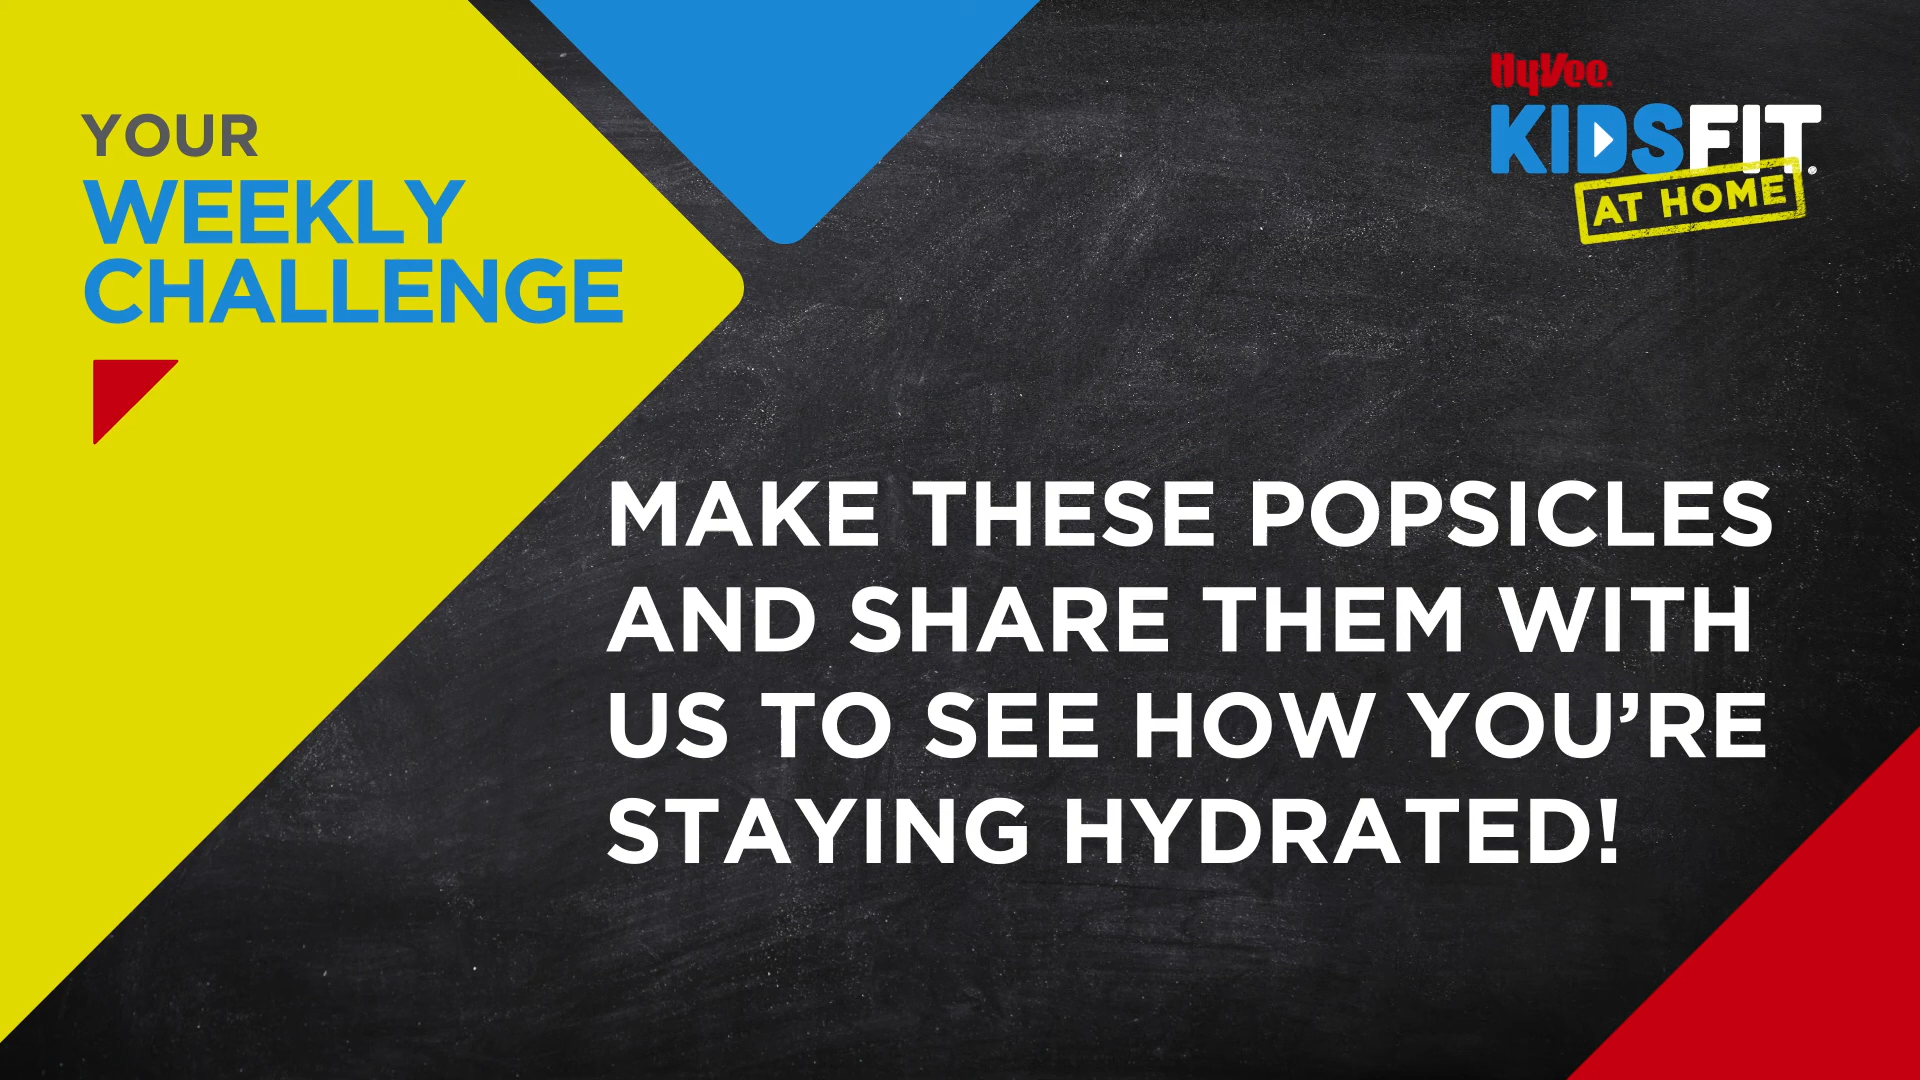 YOUR
WEEKLY
CHALLENGE
HyVee.
KIDSFIT®
AT HOME
MAKE THESE POPSICLES
AND SHARE THEM WITH
US TO SEE HOW YOU’RE
STAYING HYDRATED!